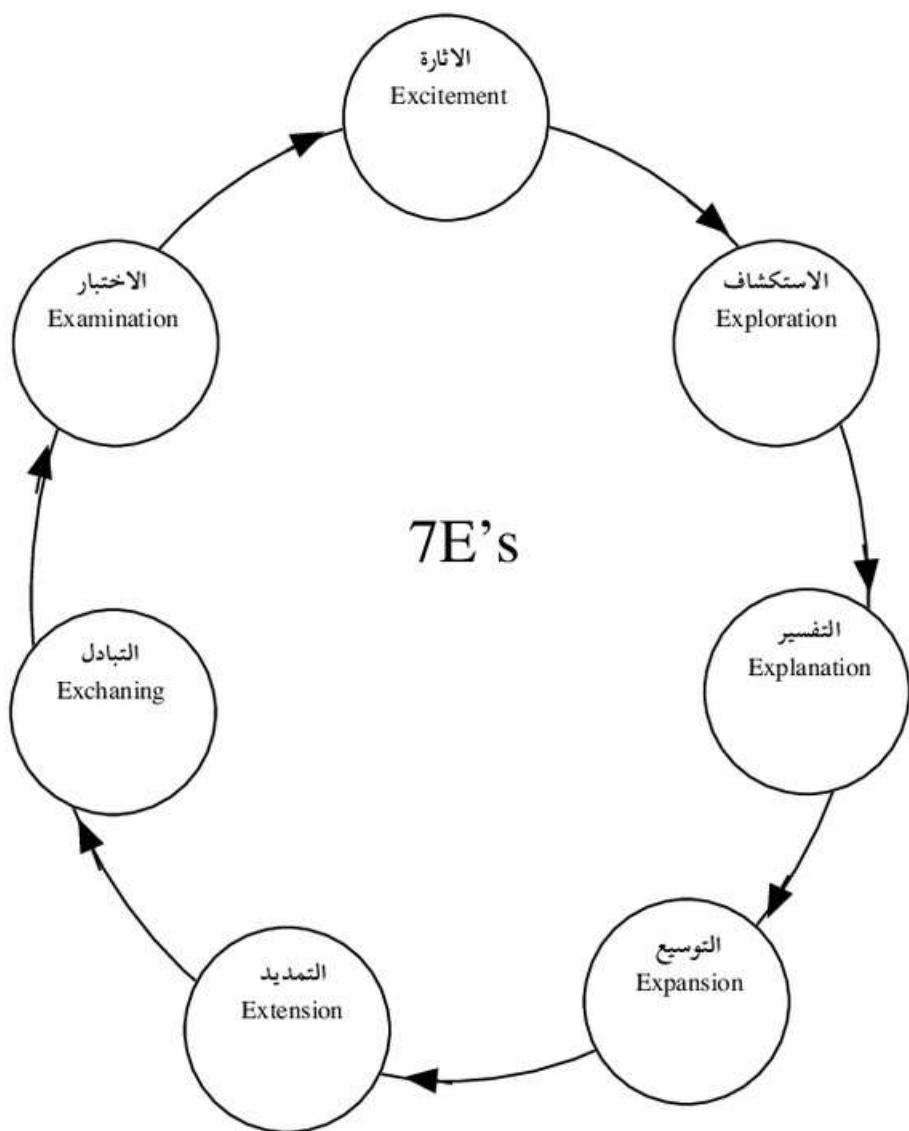 الاثارة
Excitement
الاستكشاف
Exploration
التفسير
Explanation
التوسيع
Expansion
التمديد
Extension
التبادل
Exchaning
الاختبار
Examination
7E's